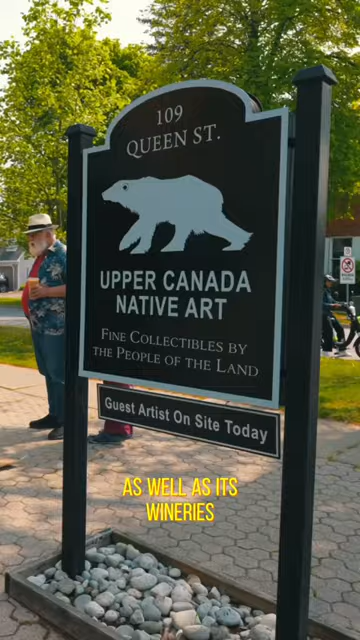 109
QUEEN ST.
UPPER CANADA
NATIVE ART
FINE COLLECTIBLES BY
THE PEOPLE OF THE LAND
Guest Artist On Site Today
AS WELL AS ITS
WINERIES